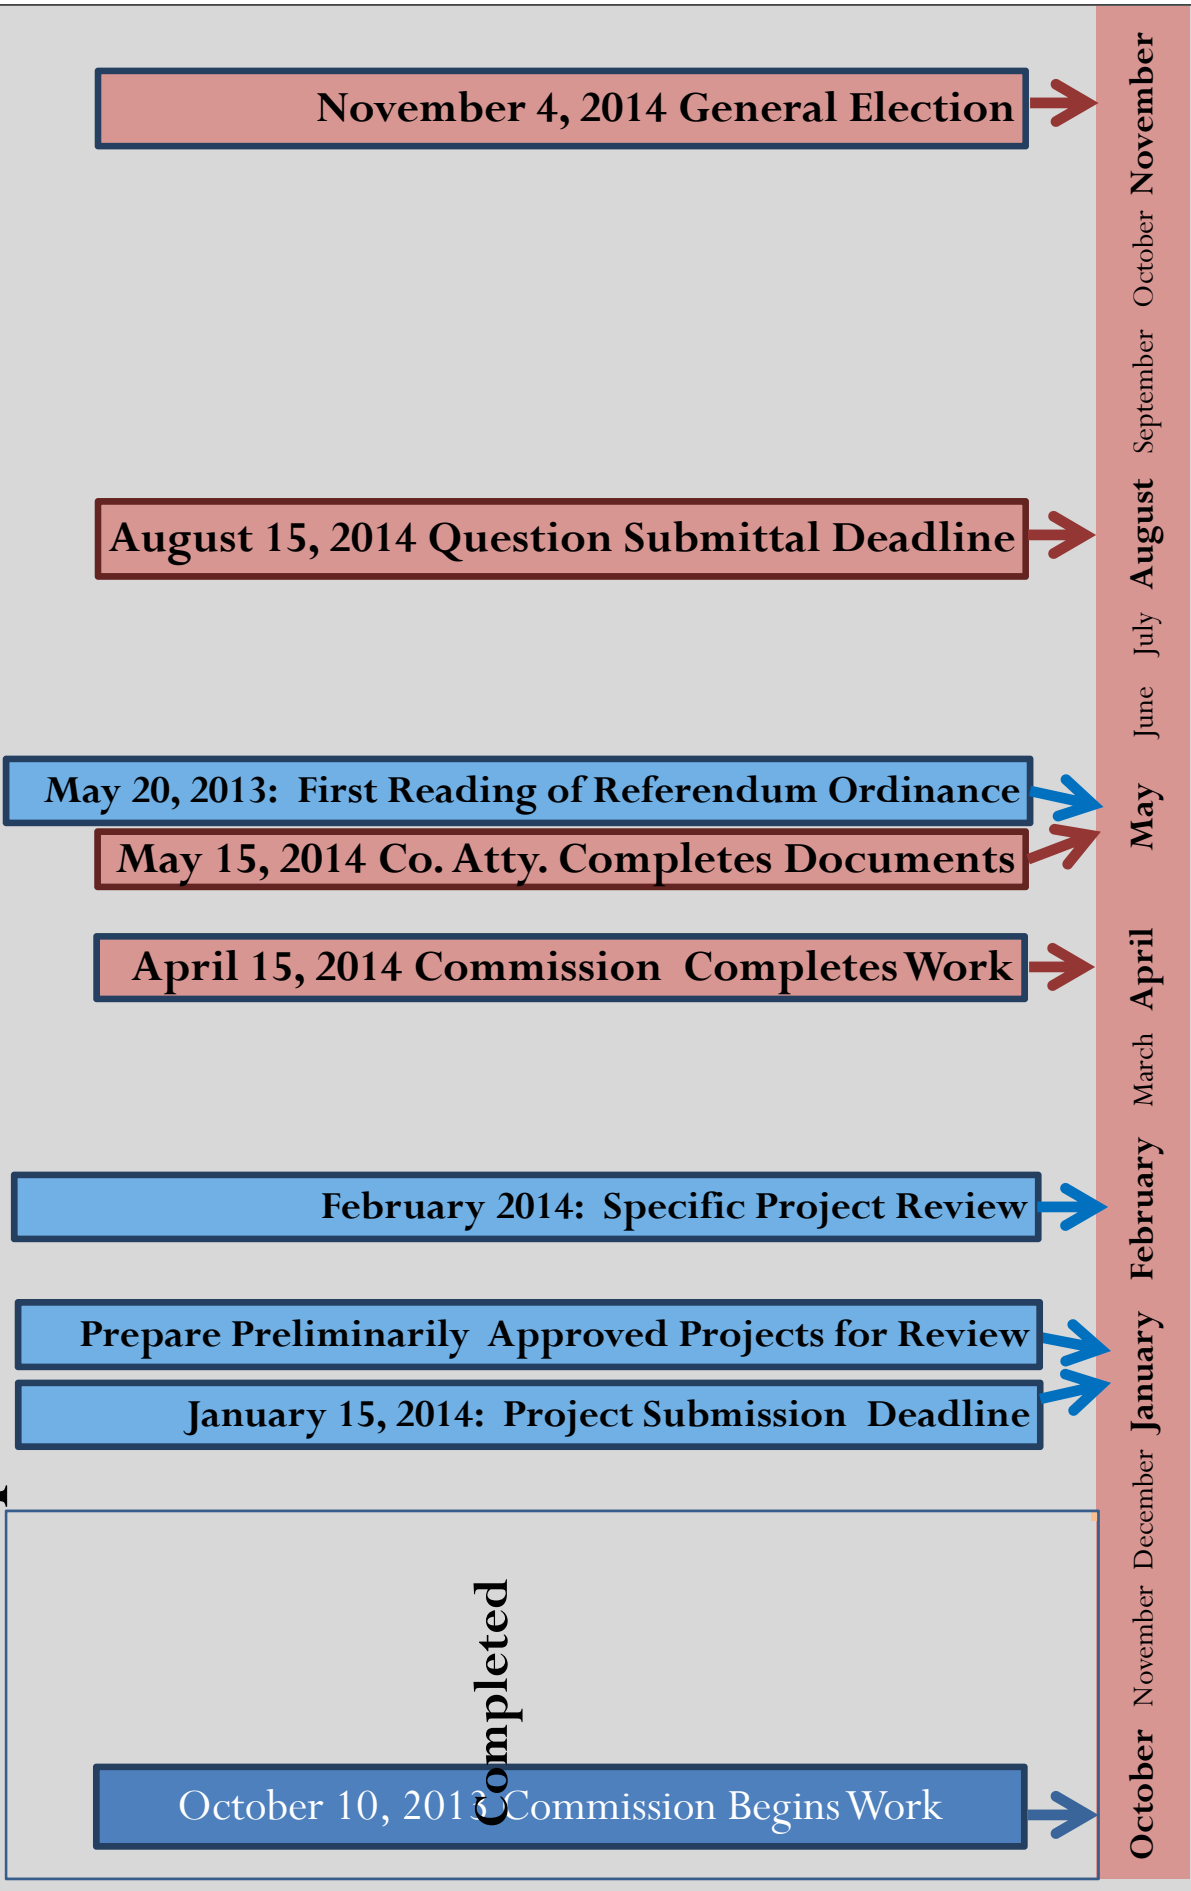 November 4, 2014 General Election
August 15, 2014 Question Submittal Deadline
May 20, 2013: First Reading of Referendum Ordinance
May 15, 2014 Co. Atty. Completes Documents
April 15, 2014 Commission Completes Work
February 2014: Specific Project Review
Prepare Preliminarily Approved Projects for Review
January 15, 2014: Project Submission Deadline
Completed
October 10, 2013 Commission Begins Work
October November December January February March April May June July August September October November